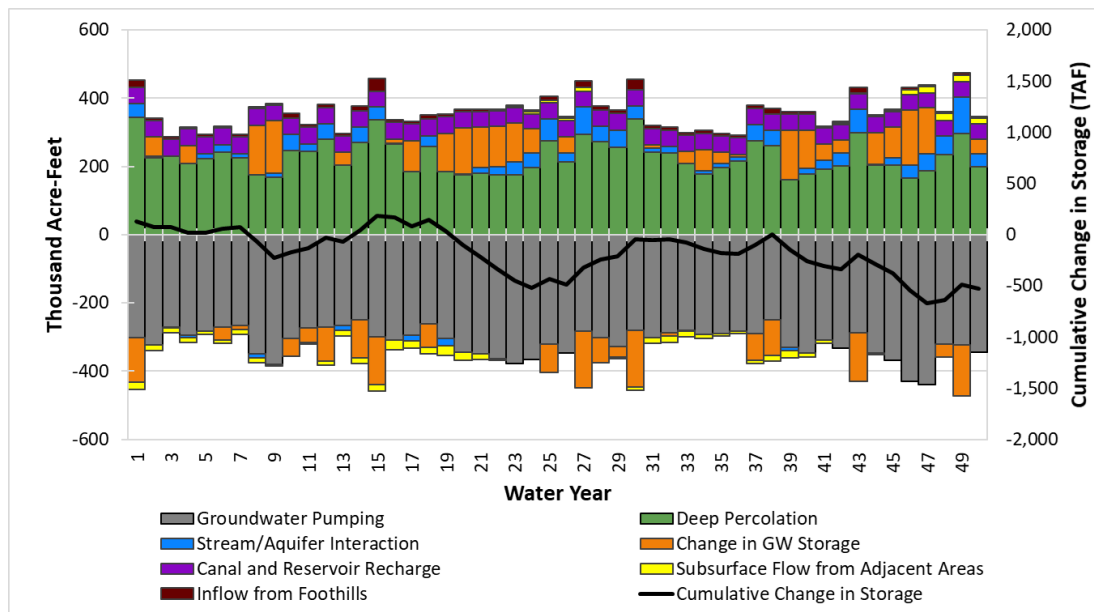 Thousand Acre-Feet
600
400
200
0
-200
-400
-600
2,000
1,500
1,000
500
0
-500
-1,000
-1,500
-2,000
Cumulative Change in Storage (TAF)
1 3 5 7 9 11 13 15 17 19 21 23 25 27 29 31 33 35 37 39 41 43 45 47 49
Water Year
Groundwater Pumping Deep Percolation
Stream/Aquifer Interaction Change in GW Storage
Canal and Reservoir Recharge Subsurface Flow from Adjacent Areas
Inflow from Foothills Cumulative Change in Storage